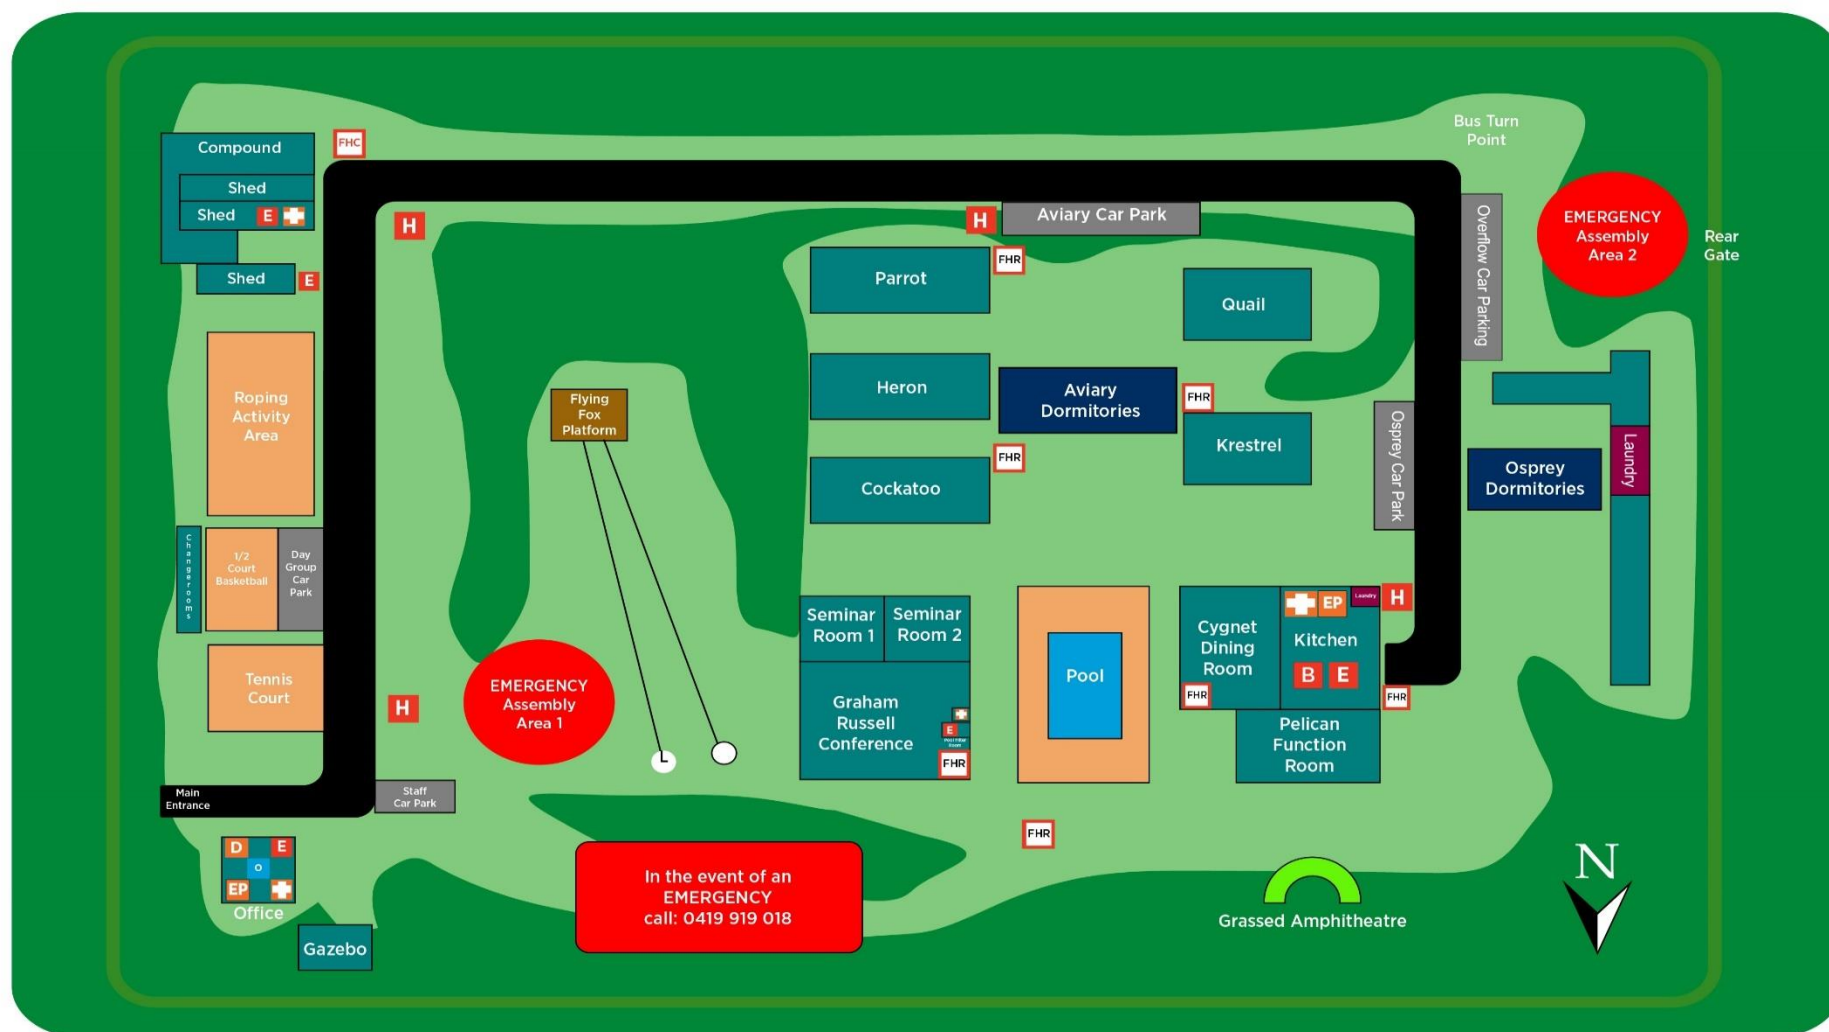 Bus Turn
Point
Compound
FHC
Shed
Shed
E
Shed
E
H
H
Aviary Car Park
EMERGENCY
Assembly
Area 2
Rear
Gate
Overflow Car Parking
Parrot
FHR
Quail
Roping
Activity
Area
Flying
Fox
Platform
Heron
Aviary
Dormitories
FHR
Krestrel
Osprey Car Park
Cockatoo
FHR
Osprey
Dormitories
Laundry
Changerooms
1/2
Court
Basketball
Day
Group
Car
Park
Seminar
Room 1
Seminar
Room 2
Cygnet
Dining
Room
EP
Laundry
H
Kitchen
B
E
FHR
FHR
Tennis
Court
H
EMERGENCY
Assembly
Area 1
Graham
Russell
Conference
E
Pool Filter
Room
FHR
Pool
Pelican
Function
Room
L
Main
Entrance
Staff
Car Park
FHR
D
E
O
EP
Office
Gazebo
In the event of an
EMERGENCY
call: 0419 919 018
Grassed Amphitheatre
N